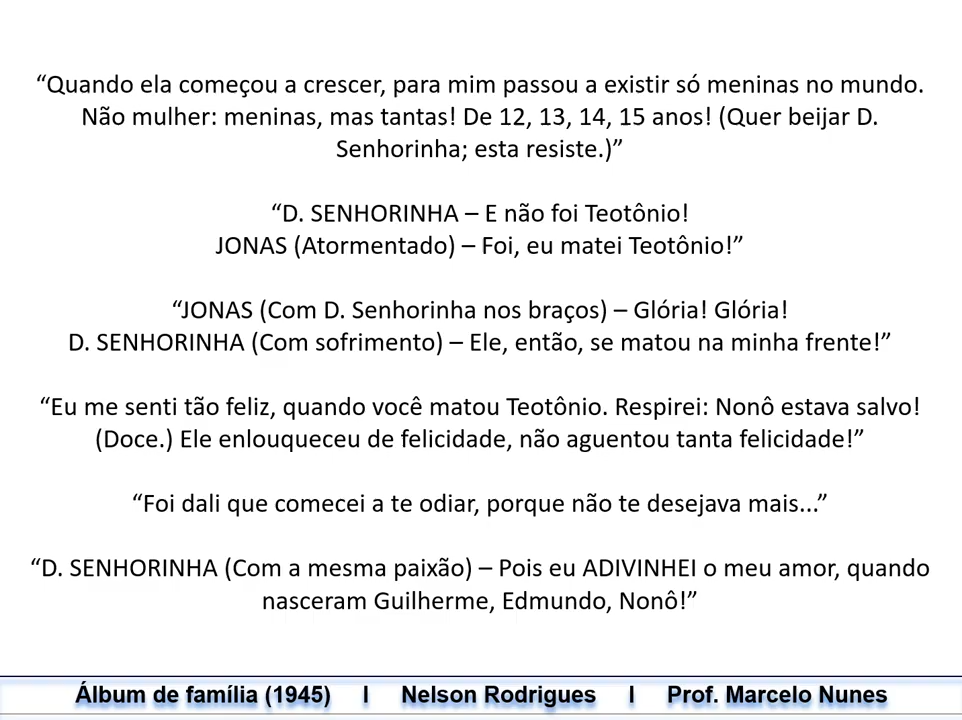 “Quando ela começou a crescer, para mim passou a existir só meninas no mundo.
Não mulher: meninas, mas tantas! De 12, 13, 14, 15 anos! (Quer beijar D.
Senhorinha; esta resiste.)”
“D. SENHORINHA – E não foi Teotônio!
JONAS (Atormentado) – Foi, eu matei Teotônio!”
“JONAS (Com D. Senhorinha nos braços) – Glória! Glória!
D. SENHORINHA (Com sofrimento) – Ele, então, se matou na minha frente!”
“Eu me senti tão feliz, quando você matou Teotônio. Respirei: Nonô estava salvo!
(Doce.) Ele enlouqueceu de felicidade, não aguentou tanta felicidade!”
“Foi dali que comecei a te odiar, porque não te desejava mais...”
“D. SENHORINHA (Com a mesma paixão) – Pois eu ADIVINHEI o meu amor, quando
nasceram Guilherme, Edmundo, Nonô!”
Álbum de família (1945) I Nelson Rodrigues I Prof. Marcelo Nunes